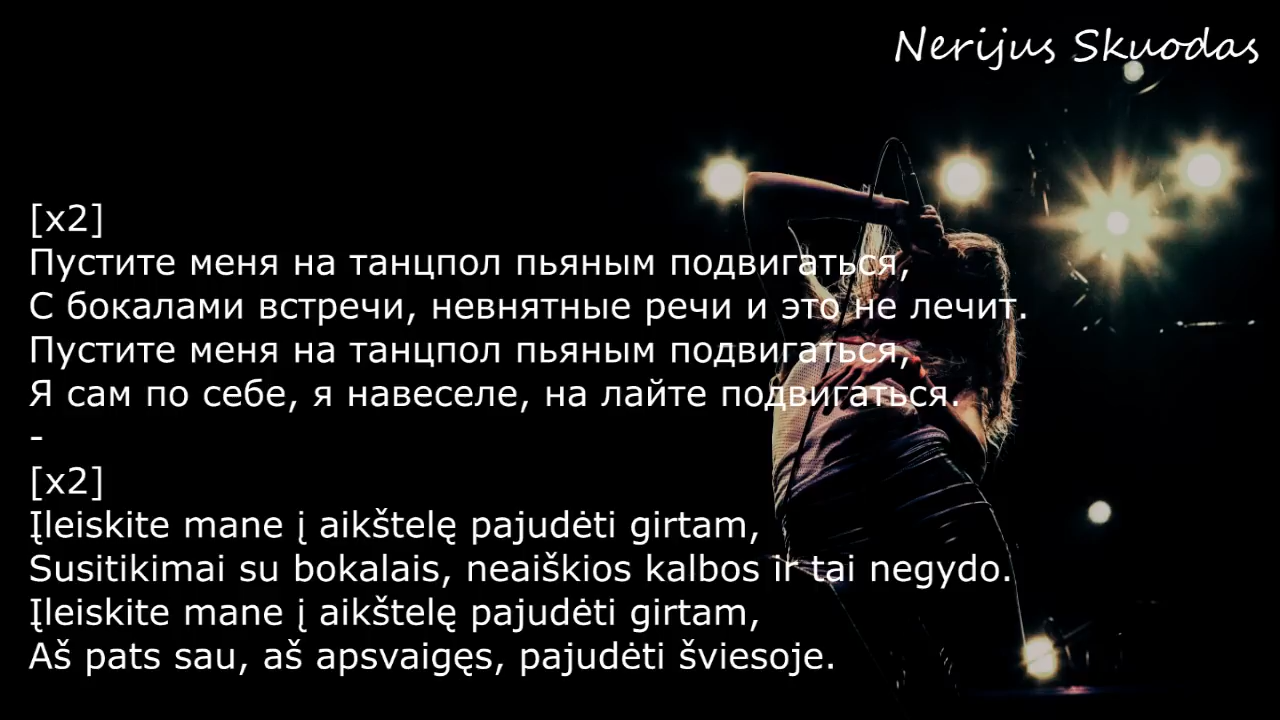 Nerijus Skuodas
[x2]
Пустите меня на танцпол пьяным подвигаться,
С бокалами встречи, невнятные речи и это не лечит.
Пустите меня на танцпол пьяным подвигаться,
Я сам по себе, я навеселе, на лайте подвигаться.
-
[x2]
Įleiskite mane į aikštelę pajudėti girtam,
Susitikimai su bokalais, neaiškios kalbos ir tai negydo.
Įleiskite mane į aikštelę pajudėti girtam,
Aš pats sau, aš apsvaigęs, pajudėti šviesoje.